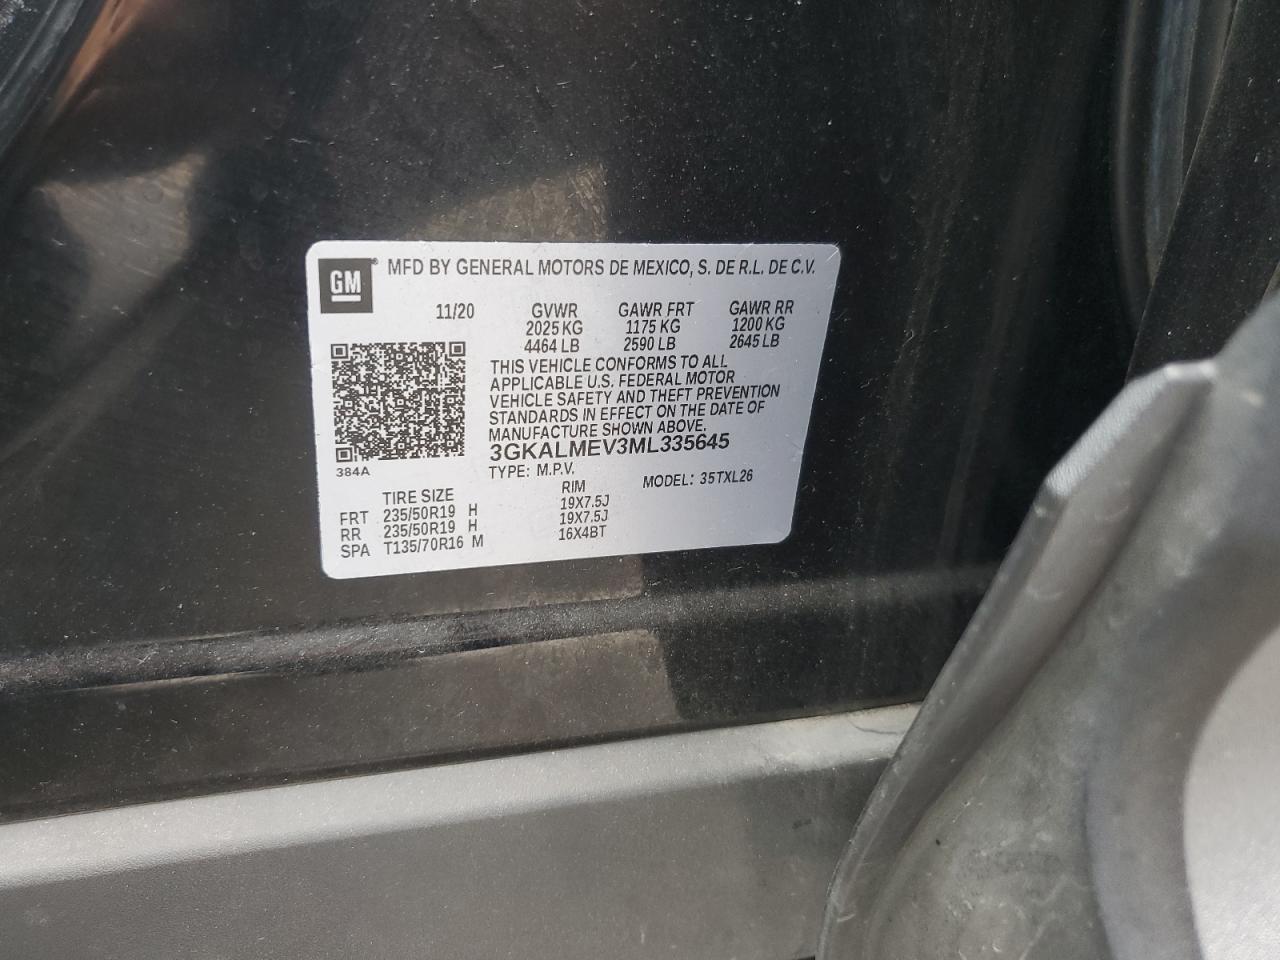 GM® MFD BY GENERAL MOTORS DE MEXICO, S. DE R.L. DE C.V.
11/20 GVWR GAWR FRT GAWR RR
2025 KG 1175 KG 1200 KG
4464 LB 2590 LB 2645 LB
THIS VEHICLE CONFORMS TO ALL
APPLICABLE U.S. FEDERAL MOTOR
VEHICLE SAFETY AND THEFT PREVENTION
STANDARDS IN EFFECT ON THE DATE OF
MANUFACTURE SHOWN ABOVE.
3GKALMEV3ML335645
384A
TYPE: M.P.V. MODEL: 35TXL26
TIRE SIZE RIM
FRT 235/50R19 H 19X7.5J
RR 235/50R19 H 19X7.5J
SPA T135/70R16 M 16X4BT